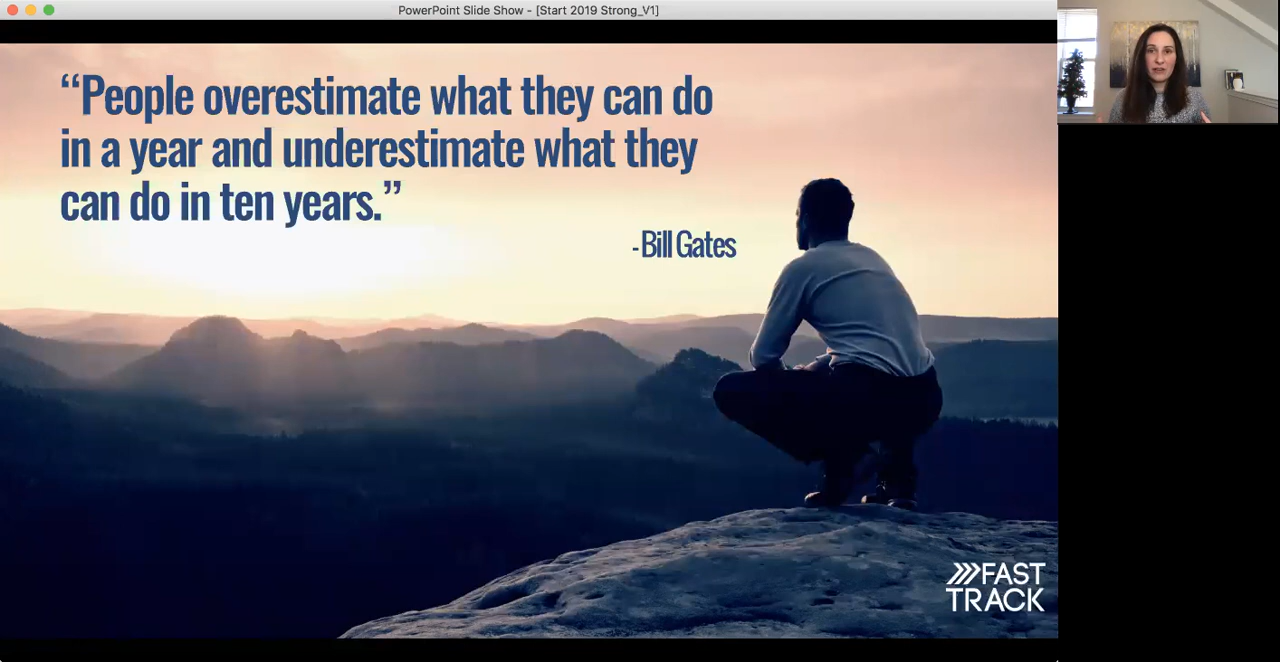 PowerPoint Slide Show - [Start 2019 Strong_V1]
“People overestimate what they can do
in a year and underestimate what they
can do in ten years.”
-Bill Gates
FAST
TRACK